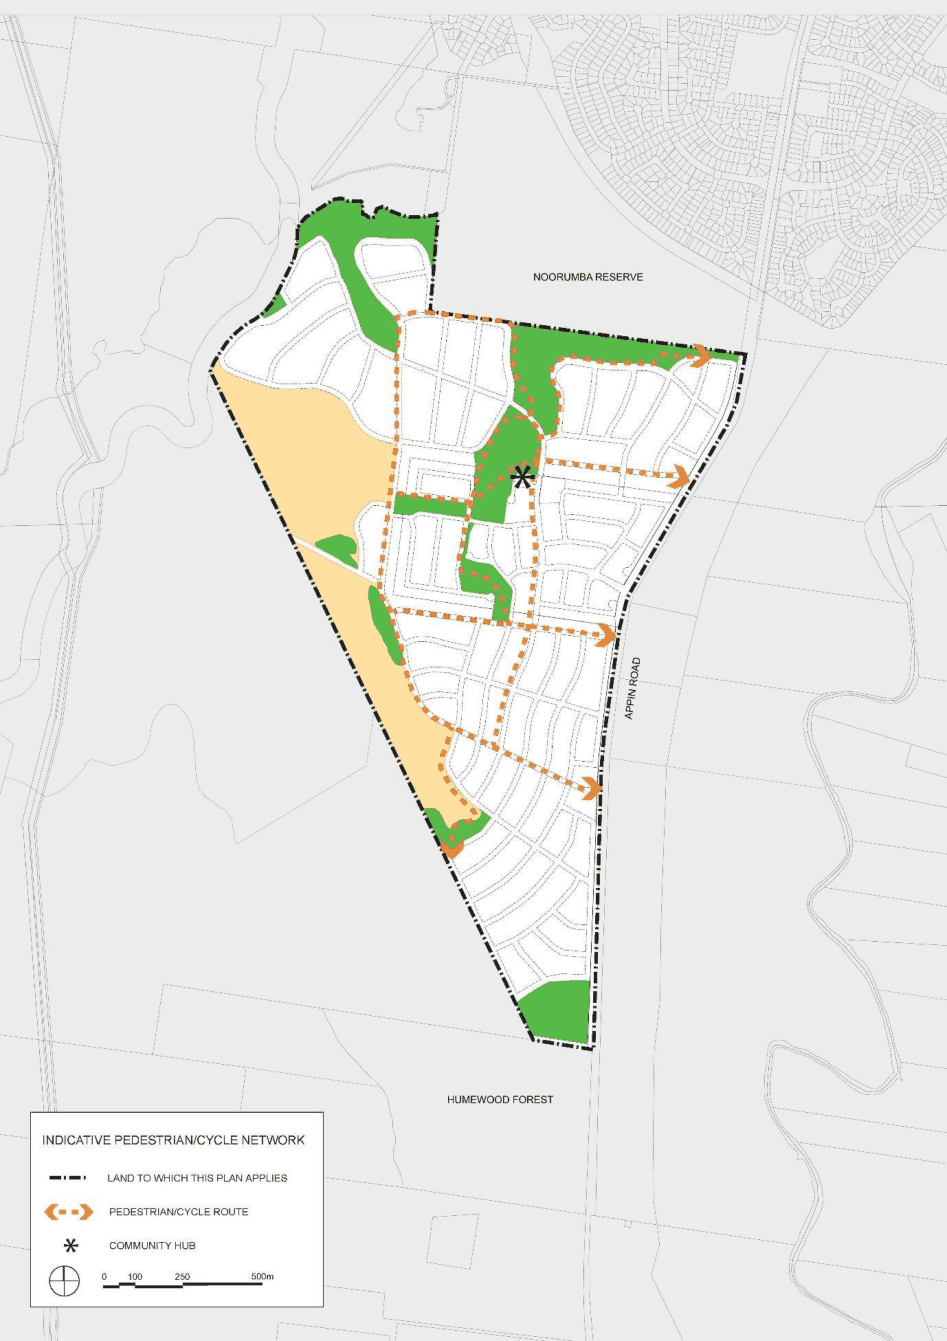 NOORUMBA RESERVE
APPIN ROAD
HUMEWOOD FOREST
INDICATIVE PEDESTRIAN/CYCLE NETWORK
LAND TO WHICH THIS PLAN APPLIES
PEDESTRIAN/CYCLE ROUTE
COMMUNITY HUB
0 100 250 500m